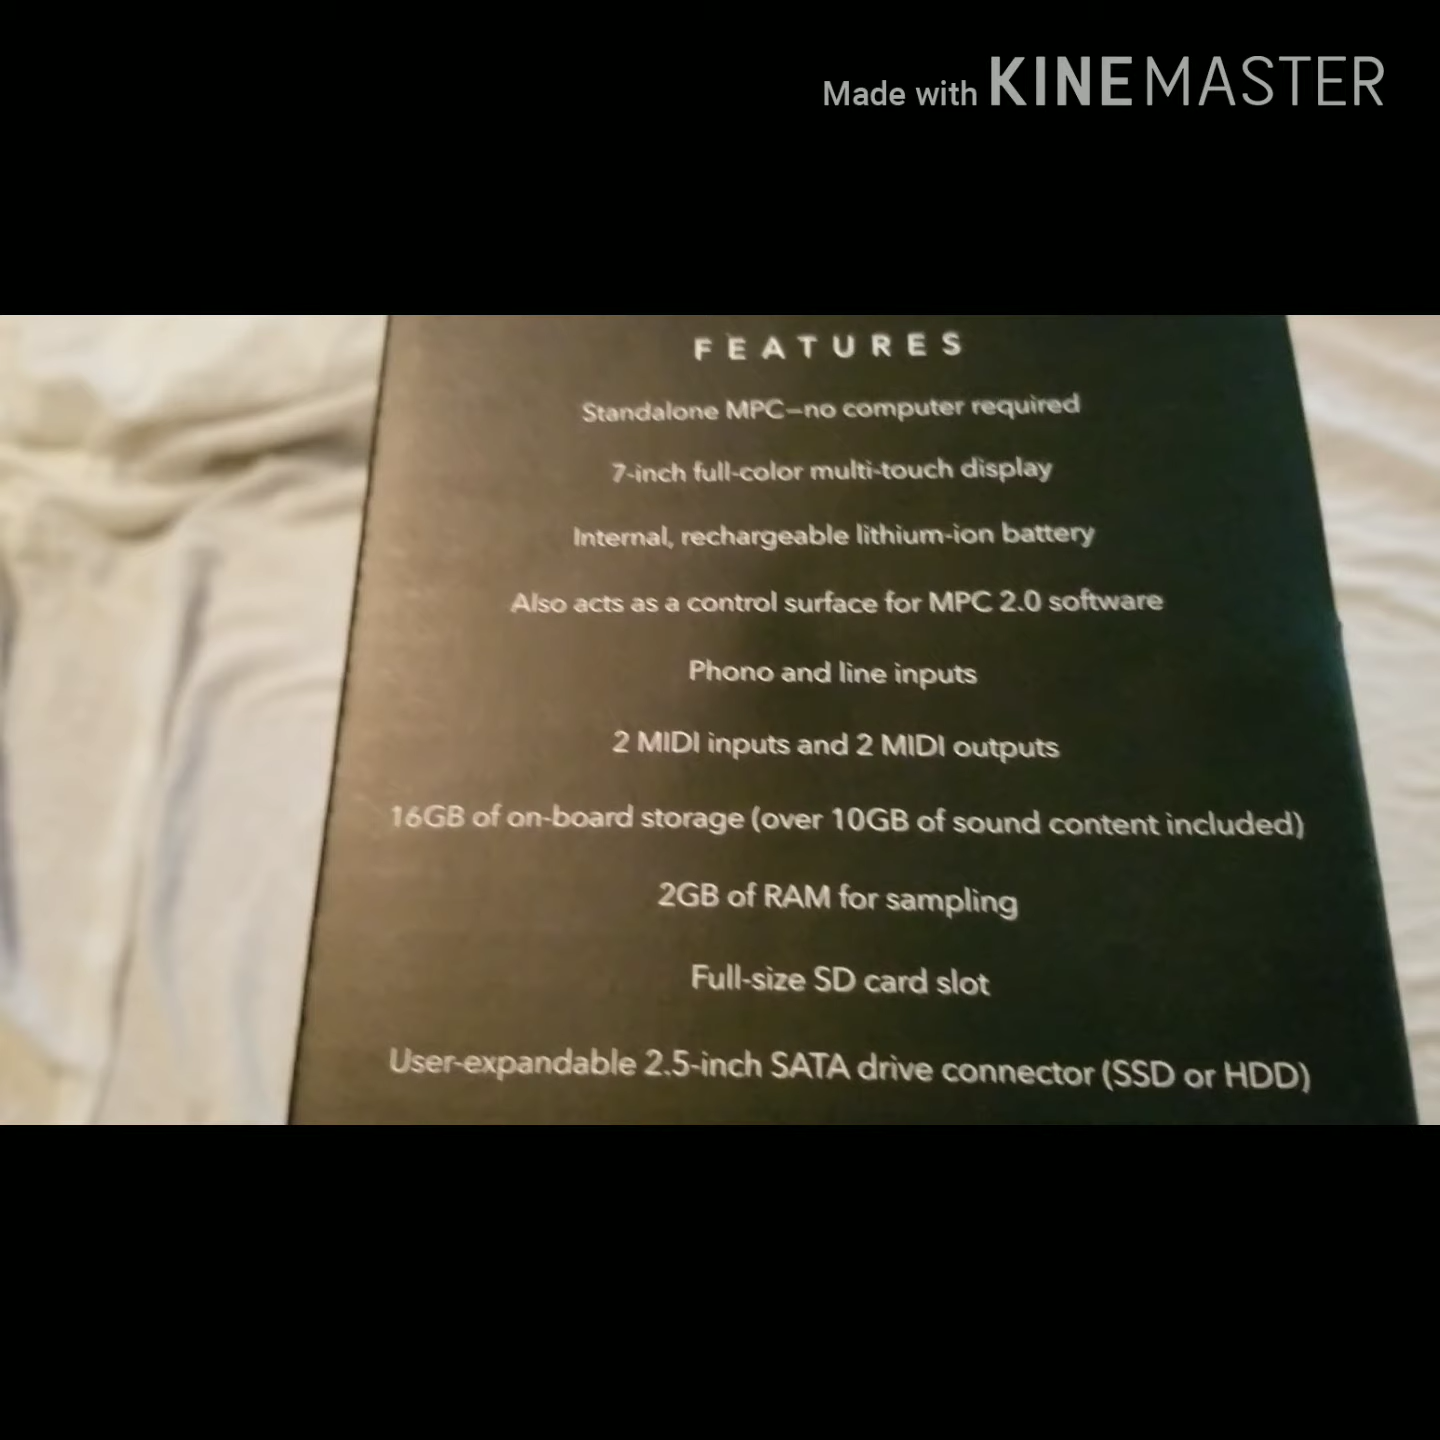 Made with KINEMASTER
FEATURES
Standalone MPC—no computer required
7-inch full-color multi-touch display
Internal, rechargeable lithium-ion battery
Also acts as a control surface for MPC 2.0 software
Phono and line inputs
2 MIDI inputs and 2 MIDI outputs
16GB of on-board storage (over 10GB of sound content included)
2GB of RAM for sampling
Full-size SD card slot
User-expandable 2.5-inch SATA drive connector (SSD or HDD)